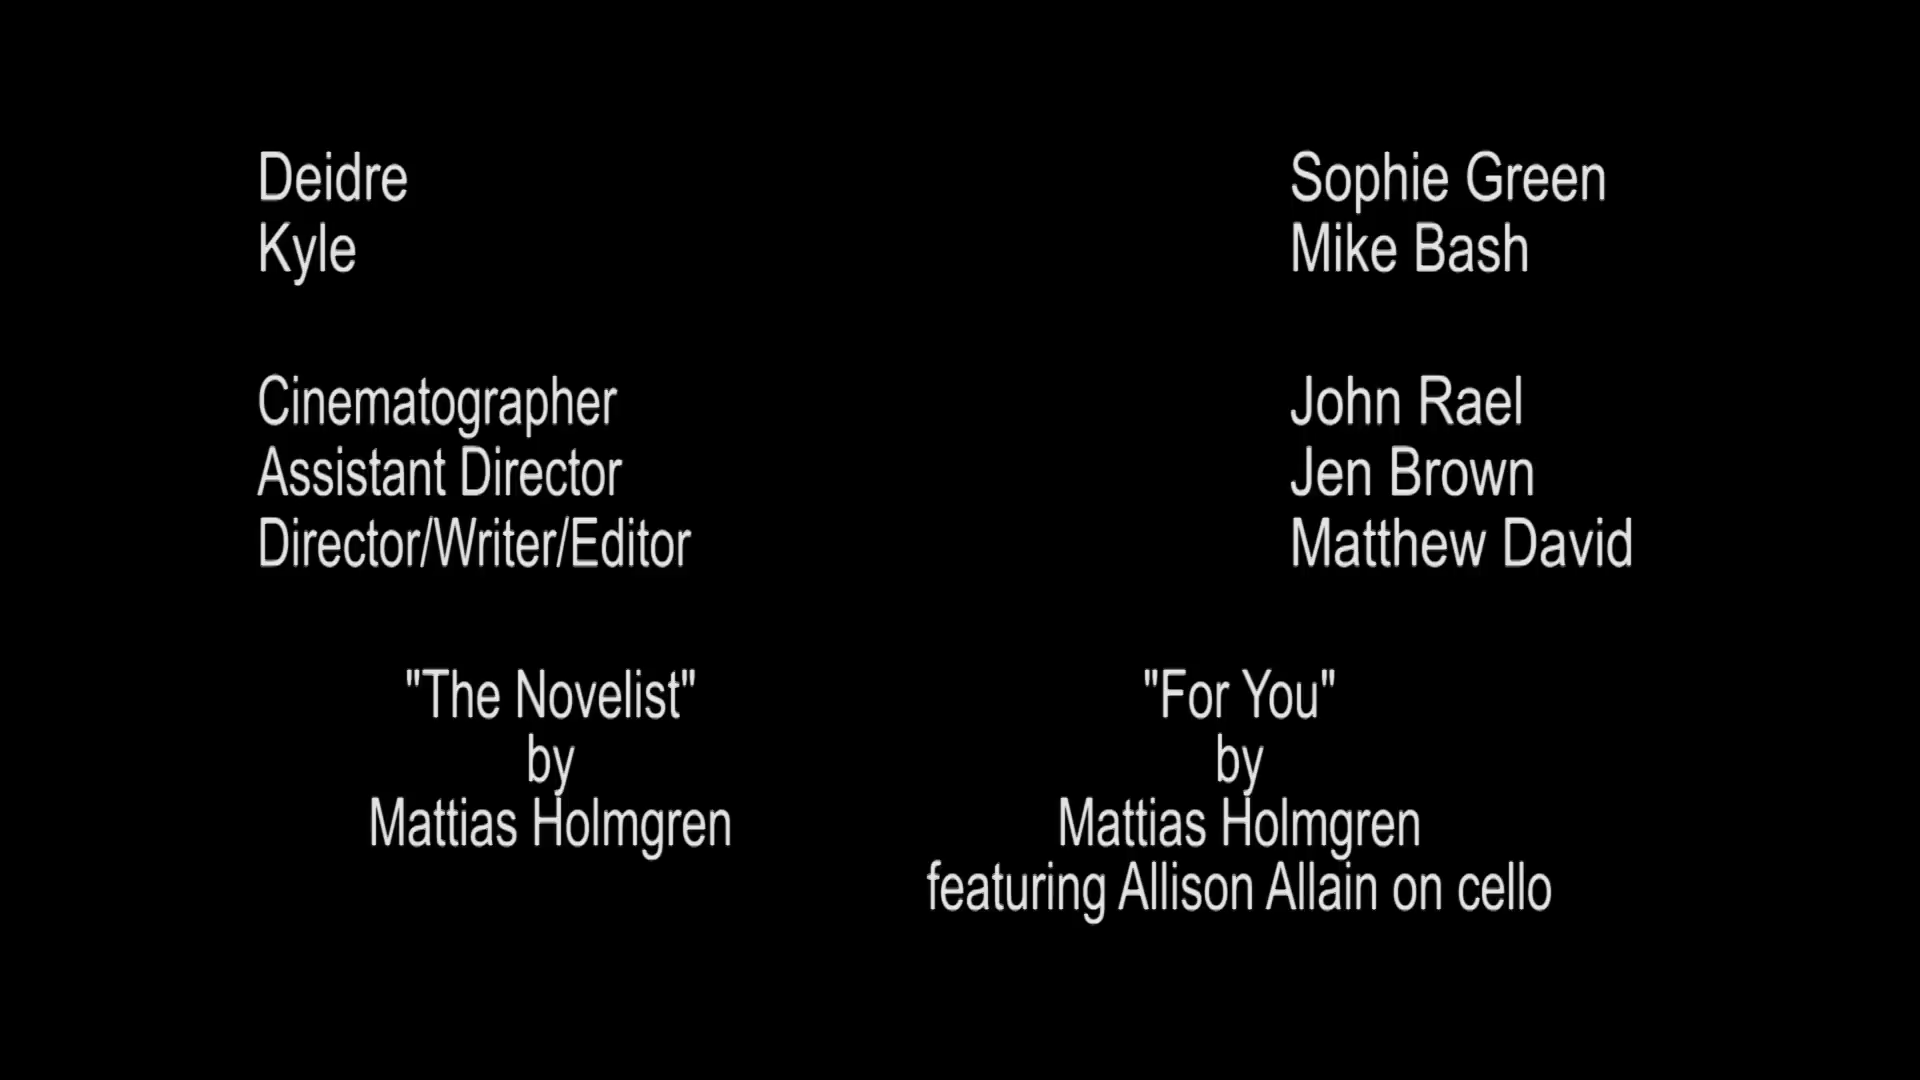 Deidre Sophie Green
Kyle Mike Bash
Cinematographer John Rael
Assistant Director Jen Brown
Director/Writer/Editor Matthew David
"The Novelist"
by
Mattias Holmgren
"For You"
by
Mattias Holmgren
featuring Allison Allain on cello